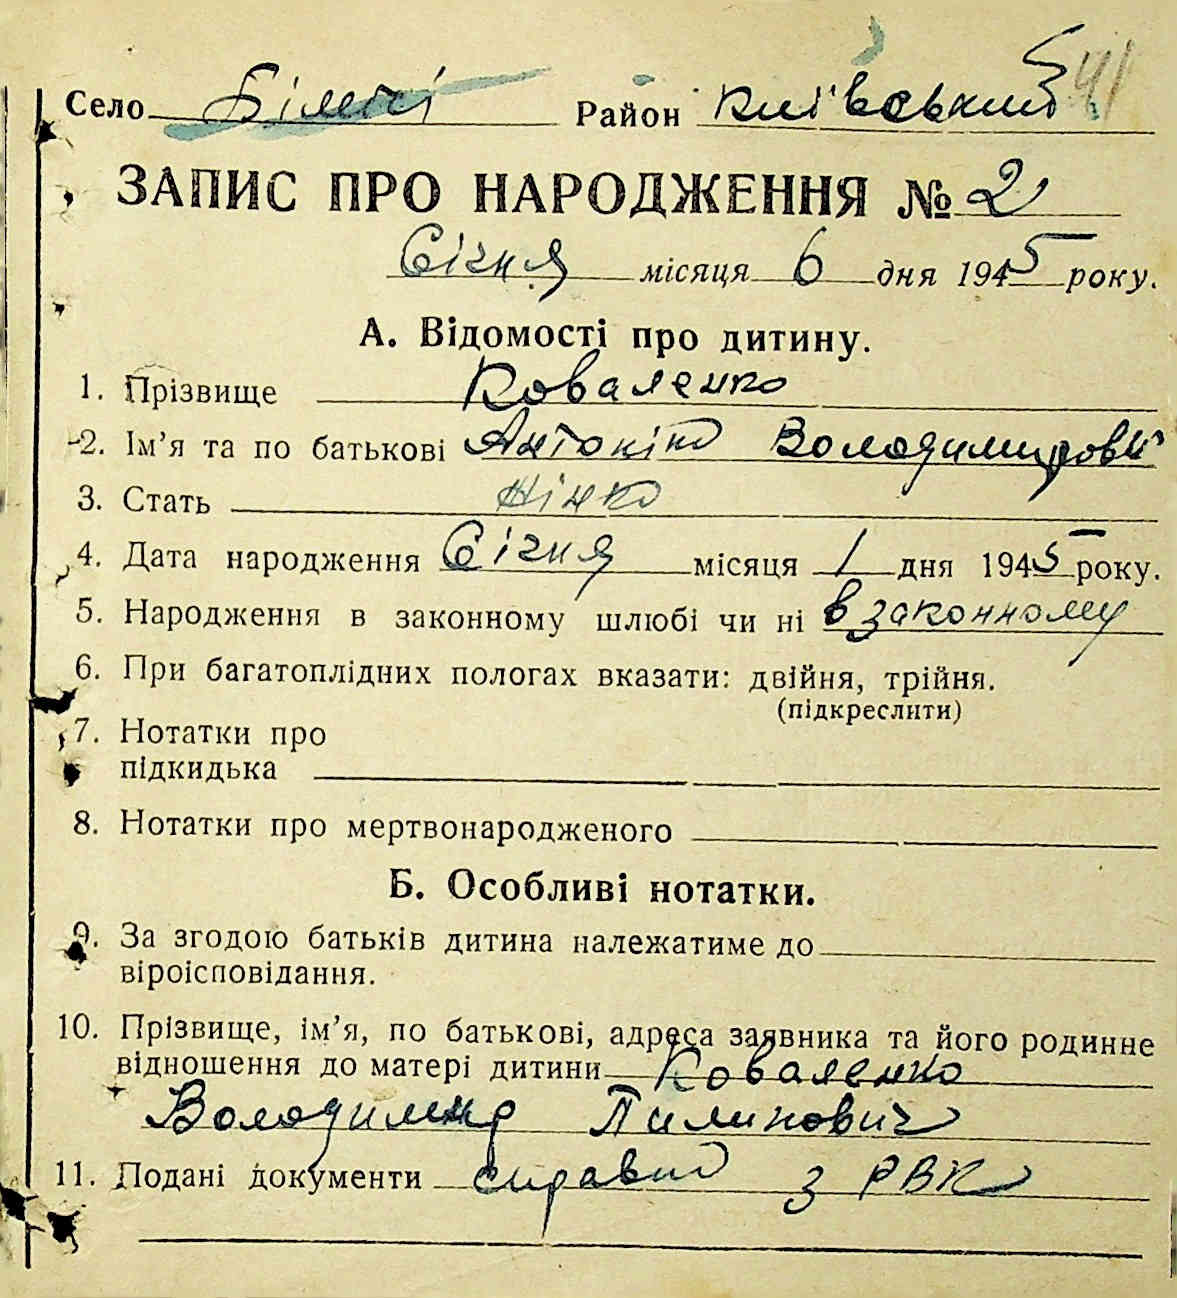 Село Білки Район Київський 41
ЗАПИС ПРО НАРОДЖЕННЯ № 2
Січня місяця 6 дня 1945 року.
А. Відомості про дитину.
1. Прізвище Коваленко
2. Ім’я та по батькові Антоніна Володимировн
3. Стать жінка
4. Дата народження Січня місяця 1 дня 1945 року.
5. Народження в законному шлюбі чи ні в законному
6. При багатоплідних пологах вказати: двійня, трійня.
(підкреслити)
7. Нотатки про
підкидька
8. Нотатки про мертвонародженого
Б. Особливі нотатки.
9. За згодою батьків дитина належатиме до
віроісповідання.
10. Прізвище, ім’я, по батькові, адреса заявника та його родинне
відношення до матері дитини Коваленко
Володимир Пилипович
11. Подані документи справка з РВК